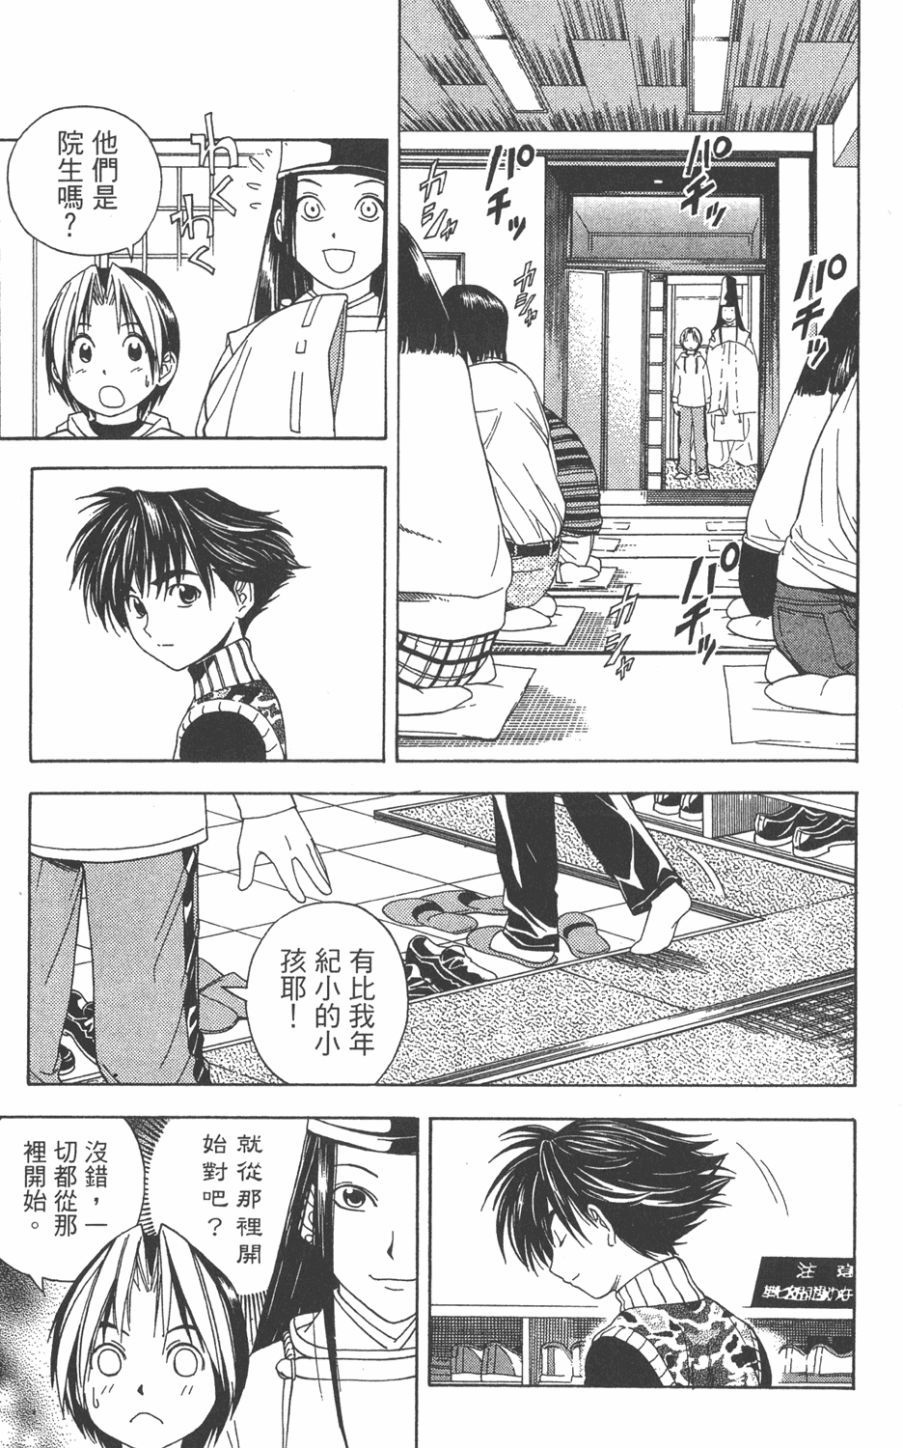 パチッ
パチッ
カシャ
カシャ
パチッ
パチッ
カシャ
わくわく
他們是
院生嗎？
有比我年
紀小的小
孩耶！
注意
就從那裡開
始對吧？
沒錯，一
切都從那
裡開始。